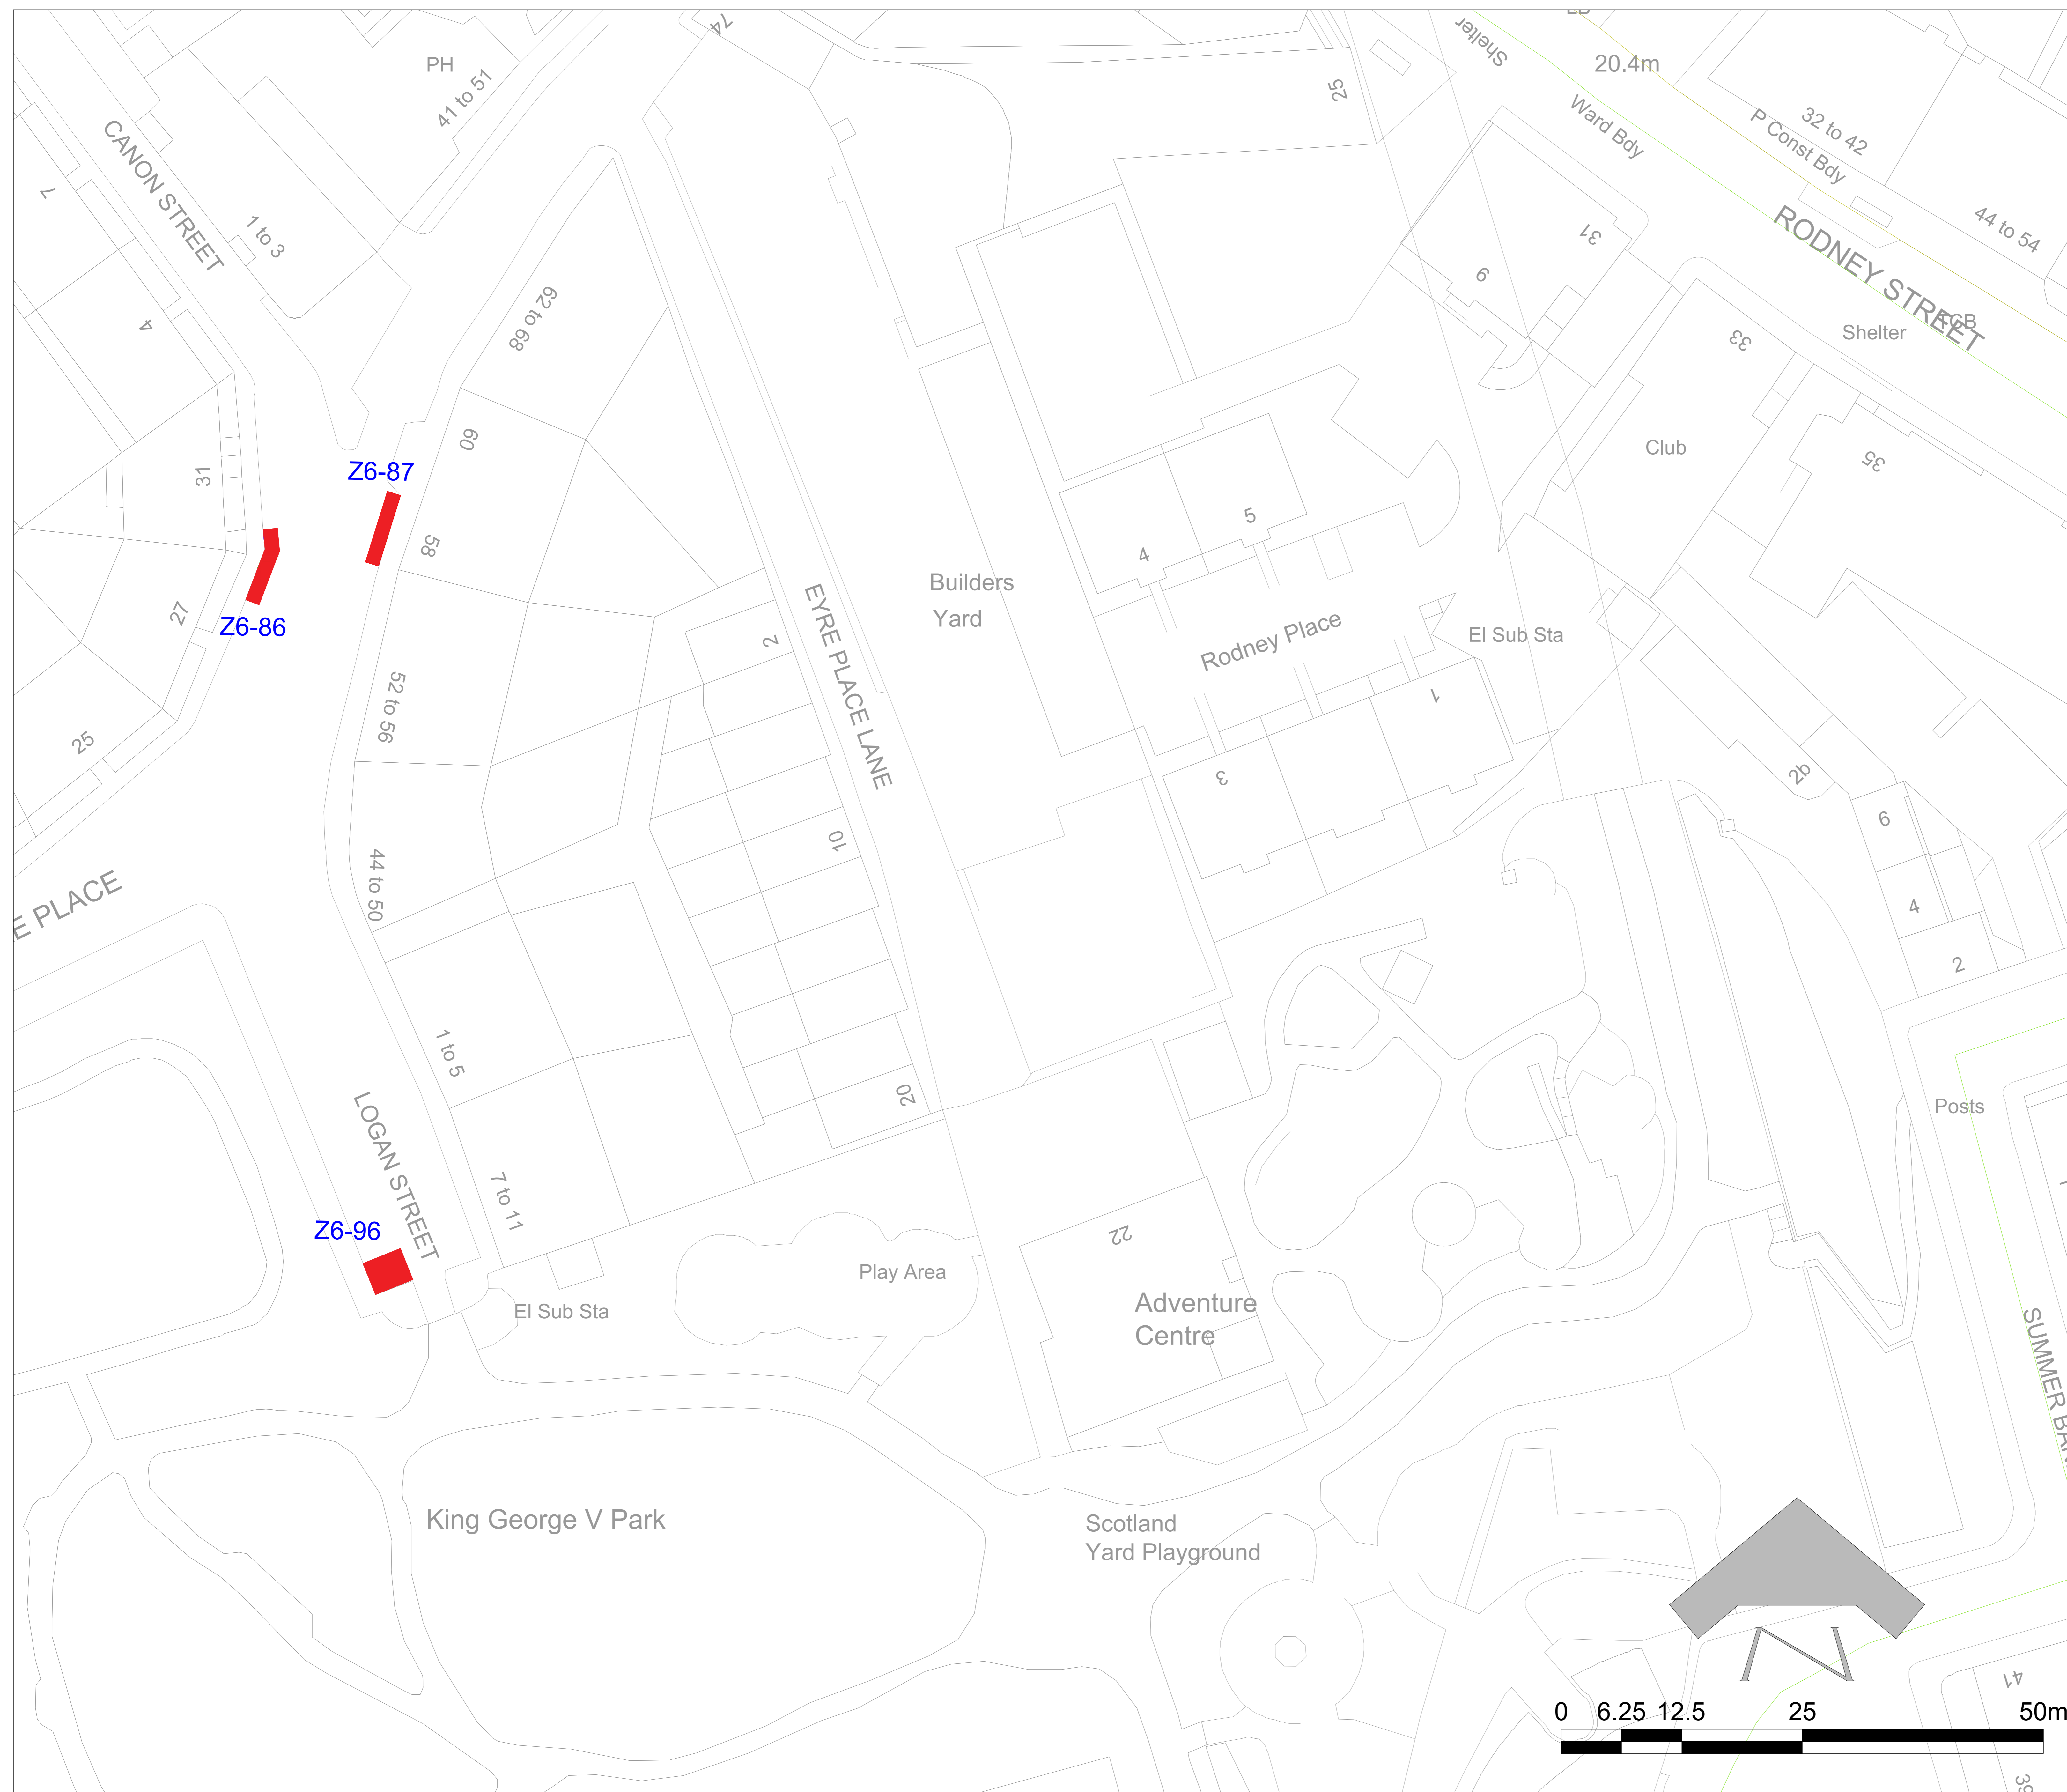 74
PH
41 to 51
25
Shelter
20.4m
Ward Bdy
P Const Bdy
32 to 42
44 to 54
RODNEY STREET
CANON STREET
1 to 3
7
4
31
9
Shelter
33
62 to 68
60
Club
35
31
Z6-87
58
5
4
Z6-86
27
Builders
Yard
EYRE PLACE LANE
2
Rodney Place
El Sub Sta
1
52 to 56
25
3
2b
6
10
44 to 50
E PLACE
4
2
1 to 5
20
Posts
LOGAN STREET
7 to 11
Z6-96
22
Play Area
El Sub Sta
Adventure
Centre
SUMMER BAN
King George V Park
Scotland
Yard Playground
N
41
0 6.25 12.5 25 50m
39